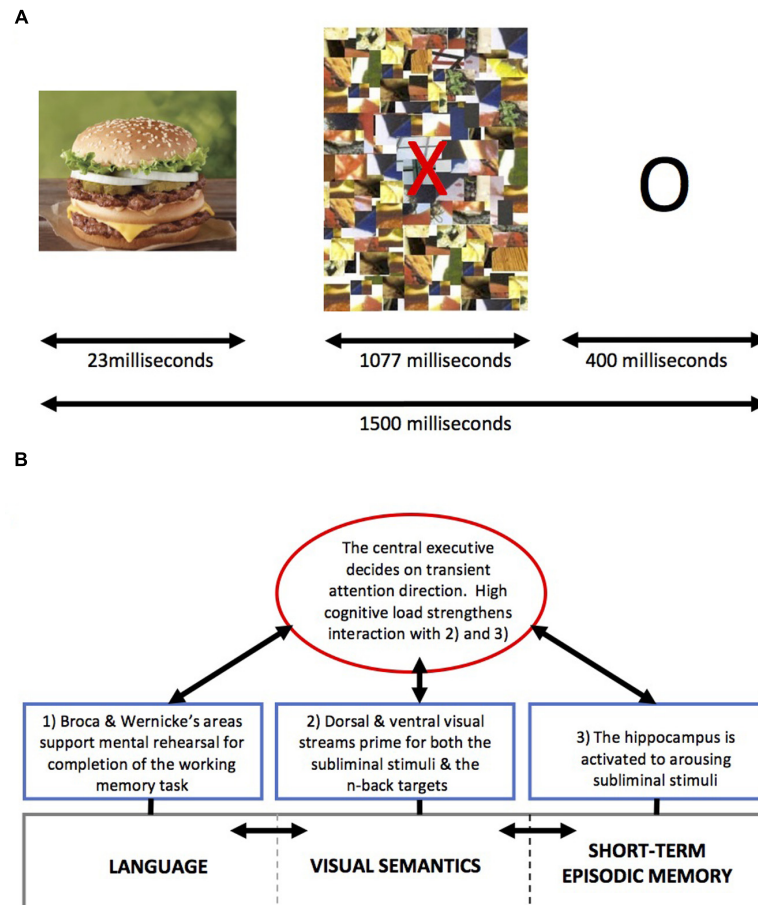 A
X
O
23milliseconds
1077 milliseconds
400 milliseconds
1500 milliseconds
B
The central executive
decides on transient
attention direction. High
cognitive load strengthens
interaction with 2) and 3)
1) Broca & Wernicke's areas
support mental rehearsal for
completion of the working
memory task
2) Dorsal & ventral visual
streams prime for both the
subliminal stimuli & the
n-back targets
3) The hippocampus is
activated to arousing
subliminal stimuli
LANGUAGE
VISUAL SEMANTICS
SHORT-TERM
EPISODIC MEMORY